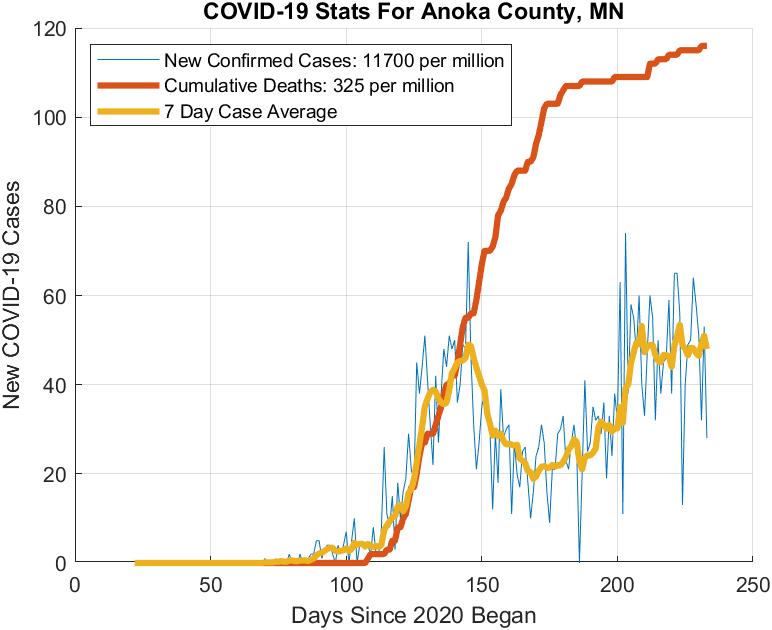 COVID-19 Stats For Anoka County, MN
120
New Confirmed Cases: 11700 per million
Cumulative Deaths: 325 per million
7 Day Case Average
100
80
60
40
20
0
New COVID-19 Cases
0 50 100 150 200 250
Days Since 2020 Began